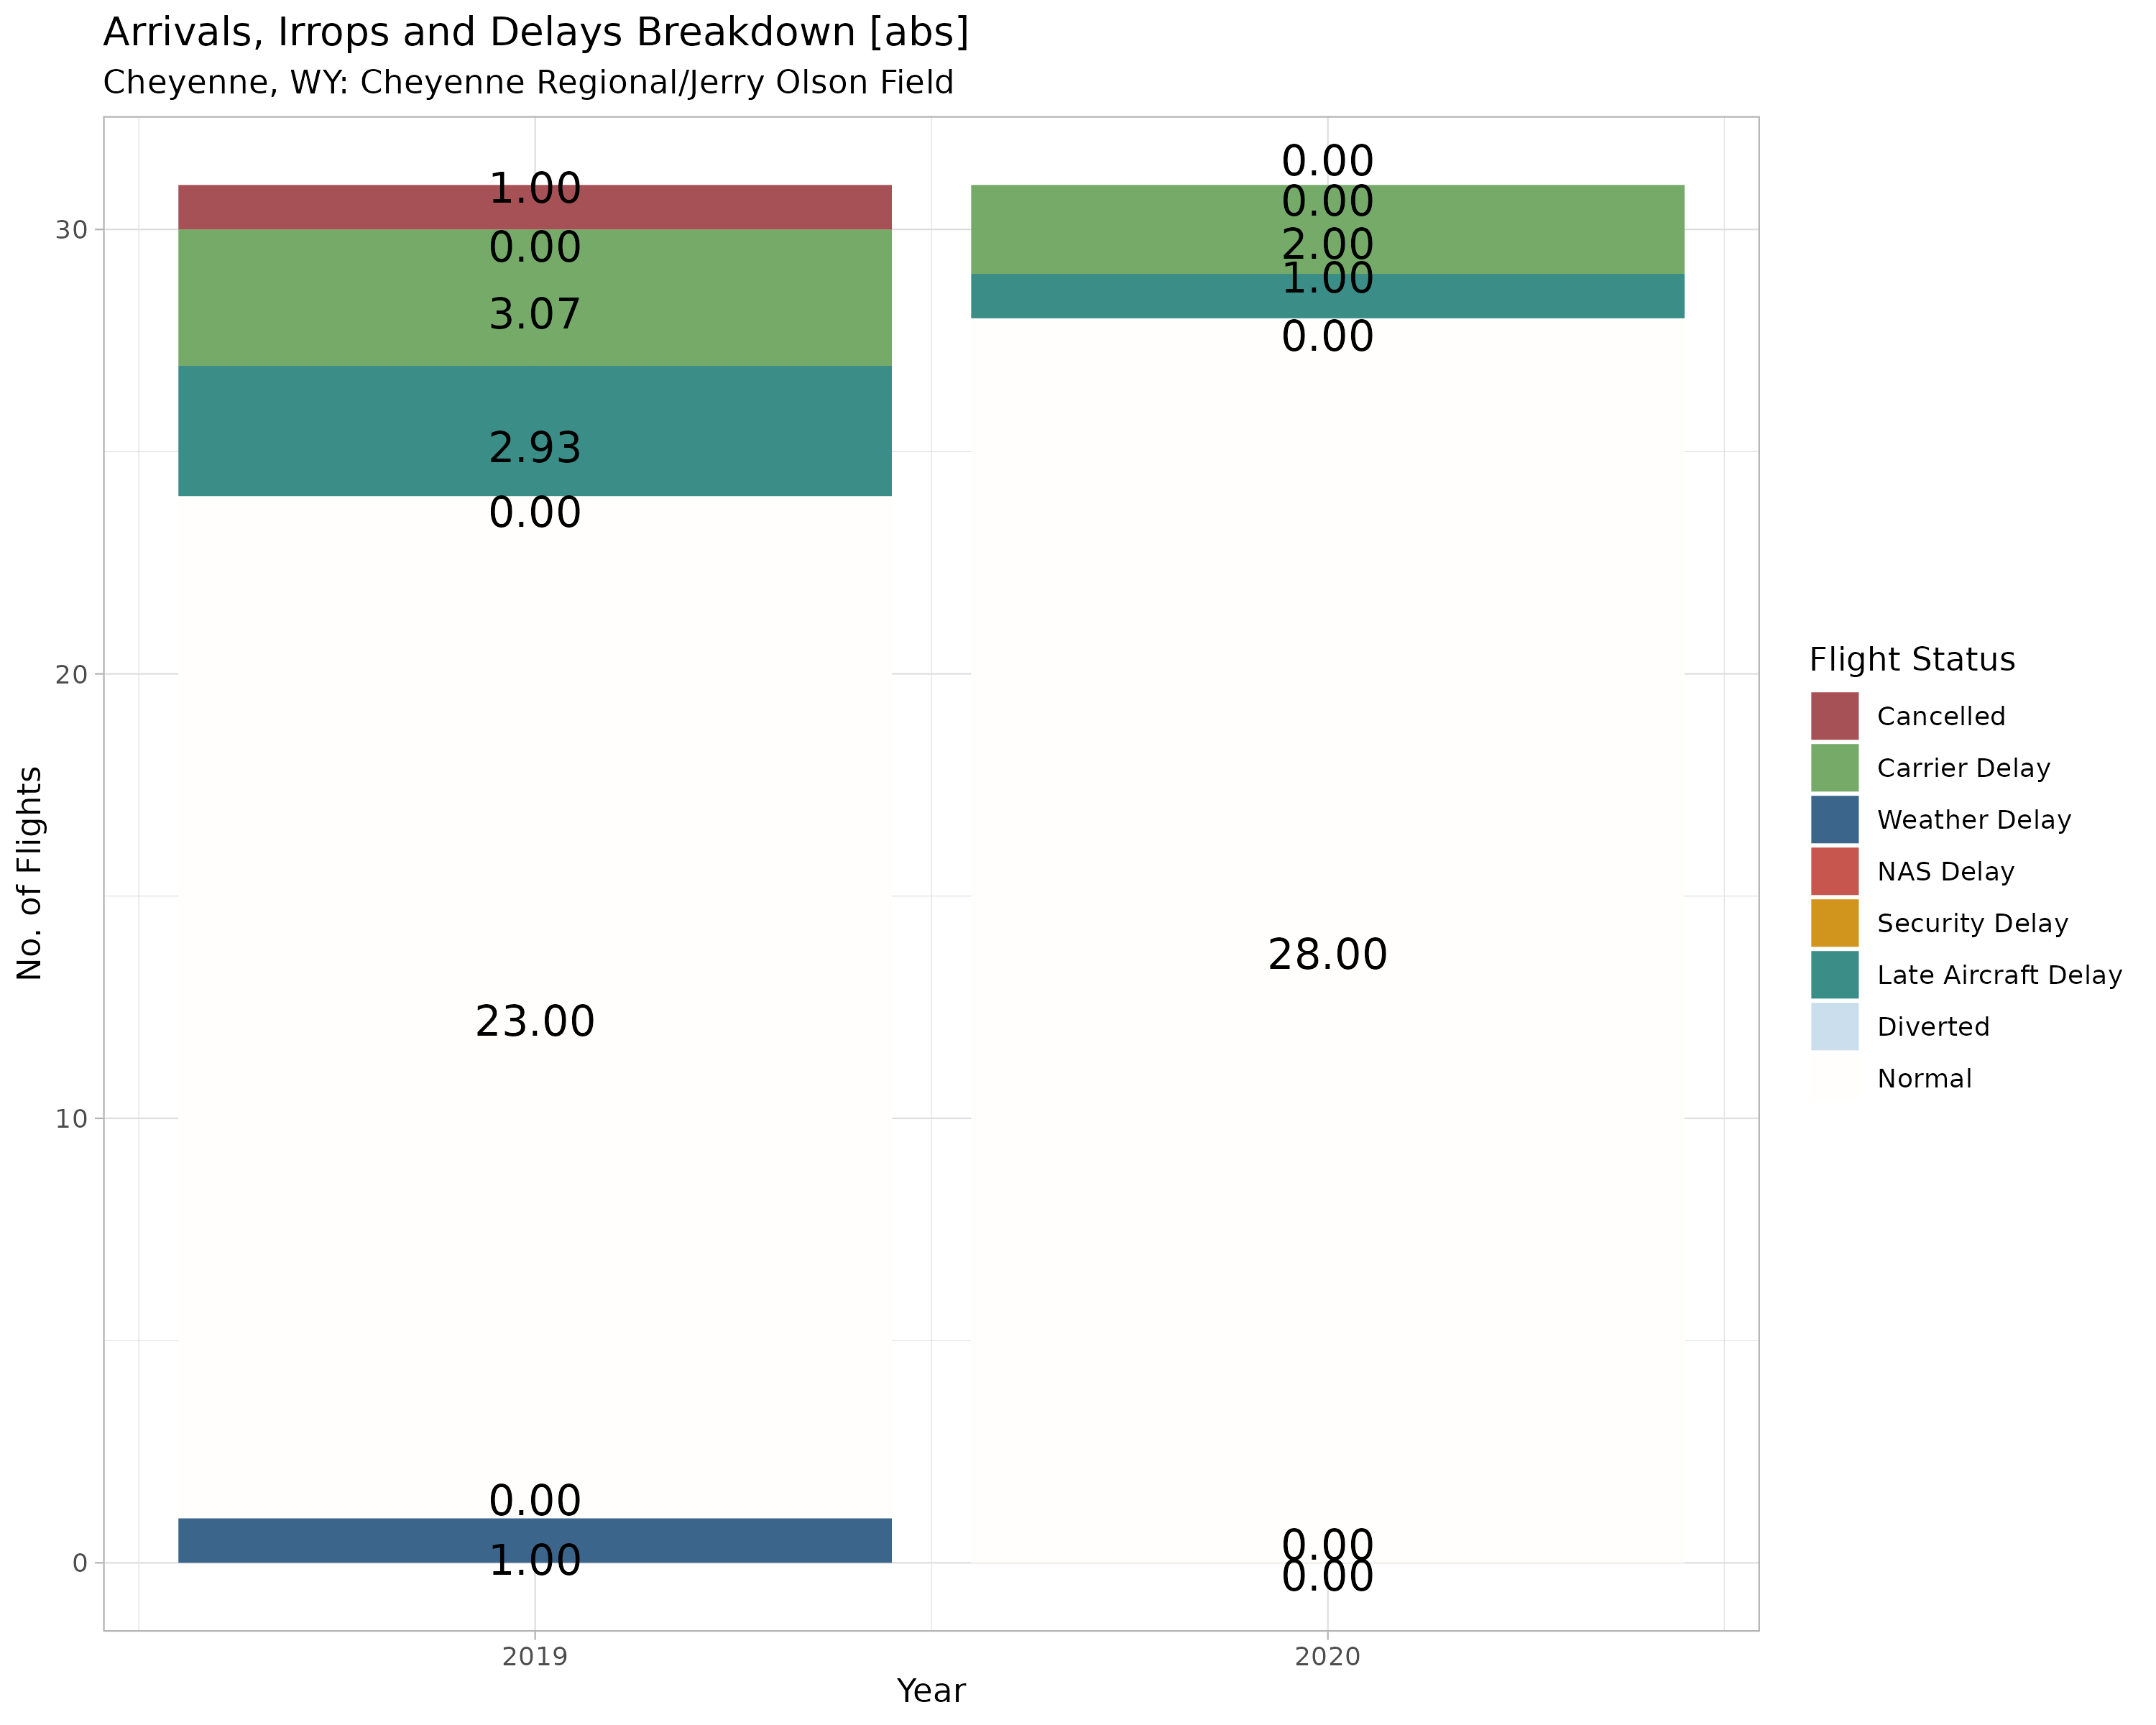 Arrivals, Irrops and Delays Breakdown [abs]
Cheyenne, WY: Cheyenne Regional/Jerry Olson Field
No. of Flights
30
20
10
0
1.00
0.00
3.07
2.93
0.00
23.00
0.00
1.00
0.00
0.00
2.00
1.00
0.00
28.00
0.00
0.00
2019
2020
Year
Flight Status
Cancelled
Carrier Delay
Weather Delay
NAS Delay
Security Delay
Late Aircraft Delay
Diverted
Normal